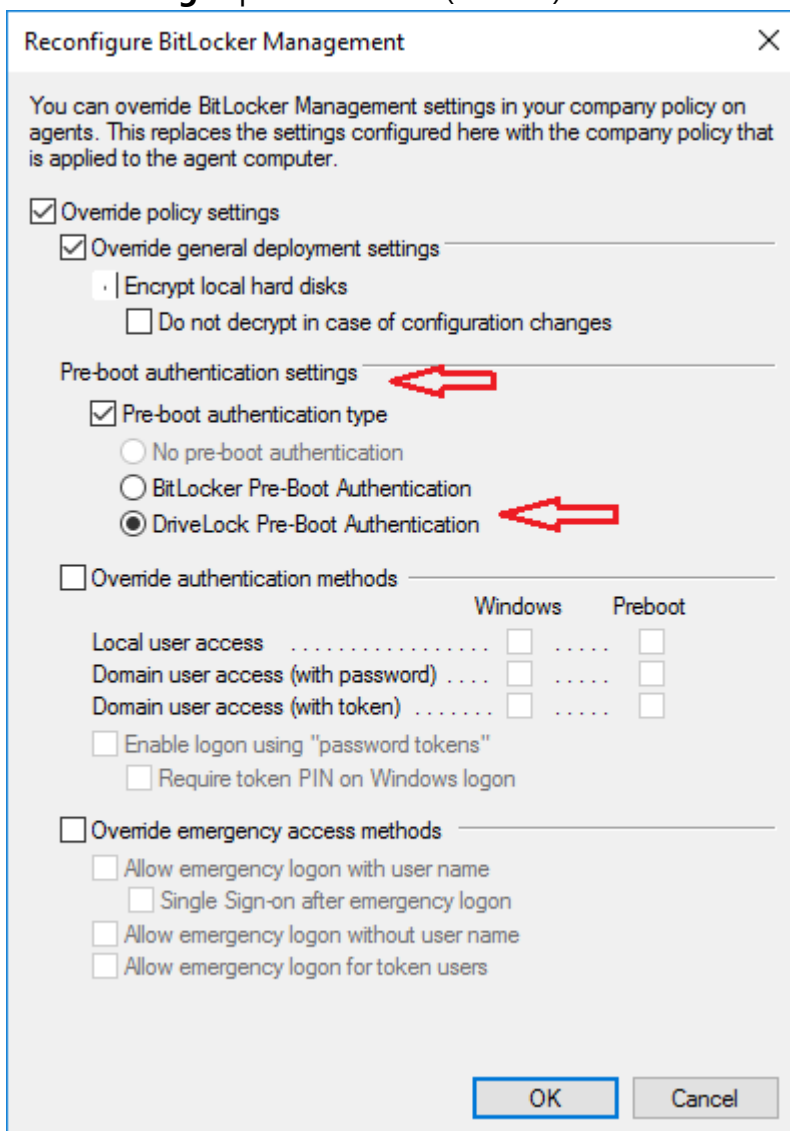 Reconfigure BitLocker Management
You can override BitLocker Management settings in your company policy on
agents. This replaces the settings configured here with the company policy that
is applied to the agent computer.
Override policy settings
Override general deployment settings
Encrypt local hard disks
Do not decrypt in case of configuration changes
Pre-boot authentication settings
Pre-boot authentication type
No pre-boot authentication
BitLocker Pre-Boot Authentication
DriveLock Pre-Boot Authentication
Override authentication methods
Windows Preboot
Local user access . . . . . . . . . . . . . . . . . . . . . .
Domain user access (with password) . . . . . . . . .
Domain user access (with token) . . . . . . . . . . . .
Enable logon using "password tokens"
Require token PIN on Windows logon
Override emergency access methods
Allow emergency logon with user name
Single Sign-on after emergency logon
Allow emergency logon without user name
Allow emergency logon for token users
OK Cancel